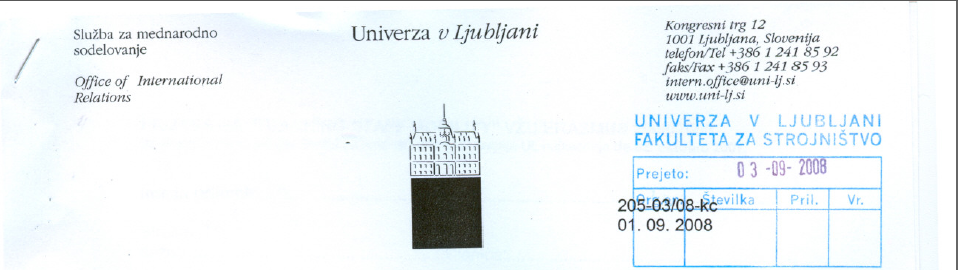 Služba za mednarodno
sodelovanje
Office of International
Relations
Univerza v Ljubljani
Kongresni trg 12
1001 Ljubljana, Slovenija
telefon/Tel +386 1 241 85 92
faks/Fax +386 1 241 85 93
intern.office@uni-lj.si
www.uni-lj.si
UNIVERZA V LJUBLJANI
FAKULTETA ZA STROJNIŠTVO
Prejeto: 03 -09- 2008
Številka Pril. Vr.
205-03/08-kc
01. 09. 2008